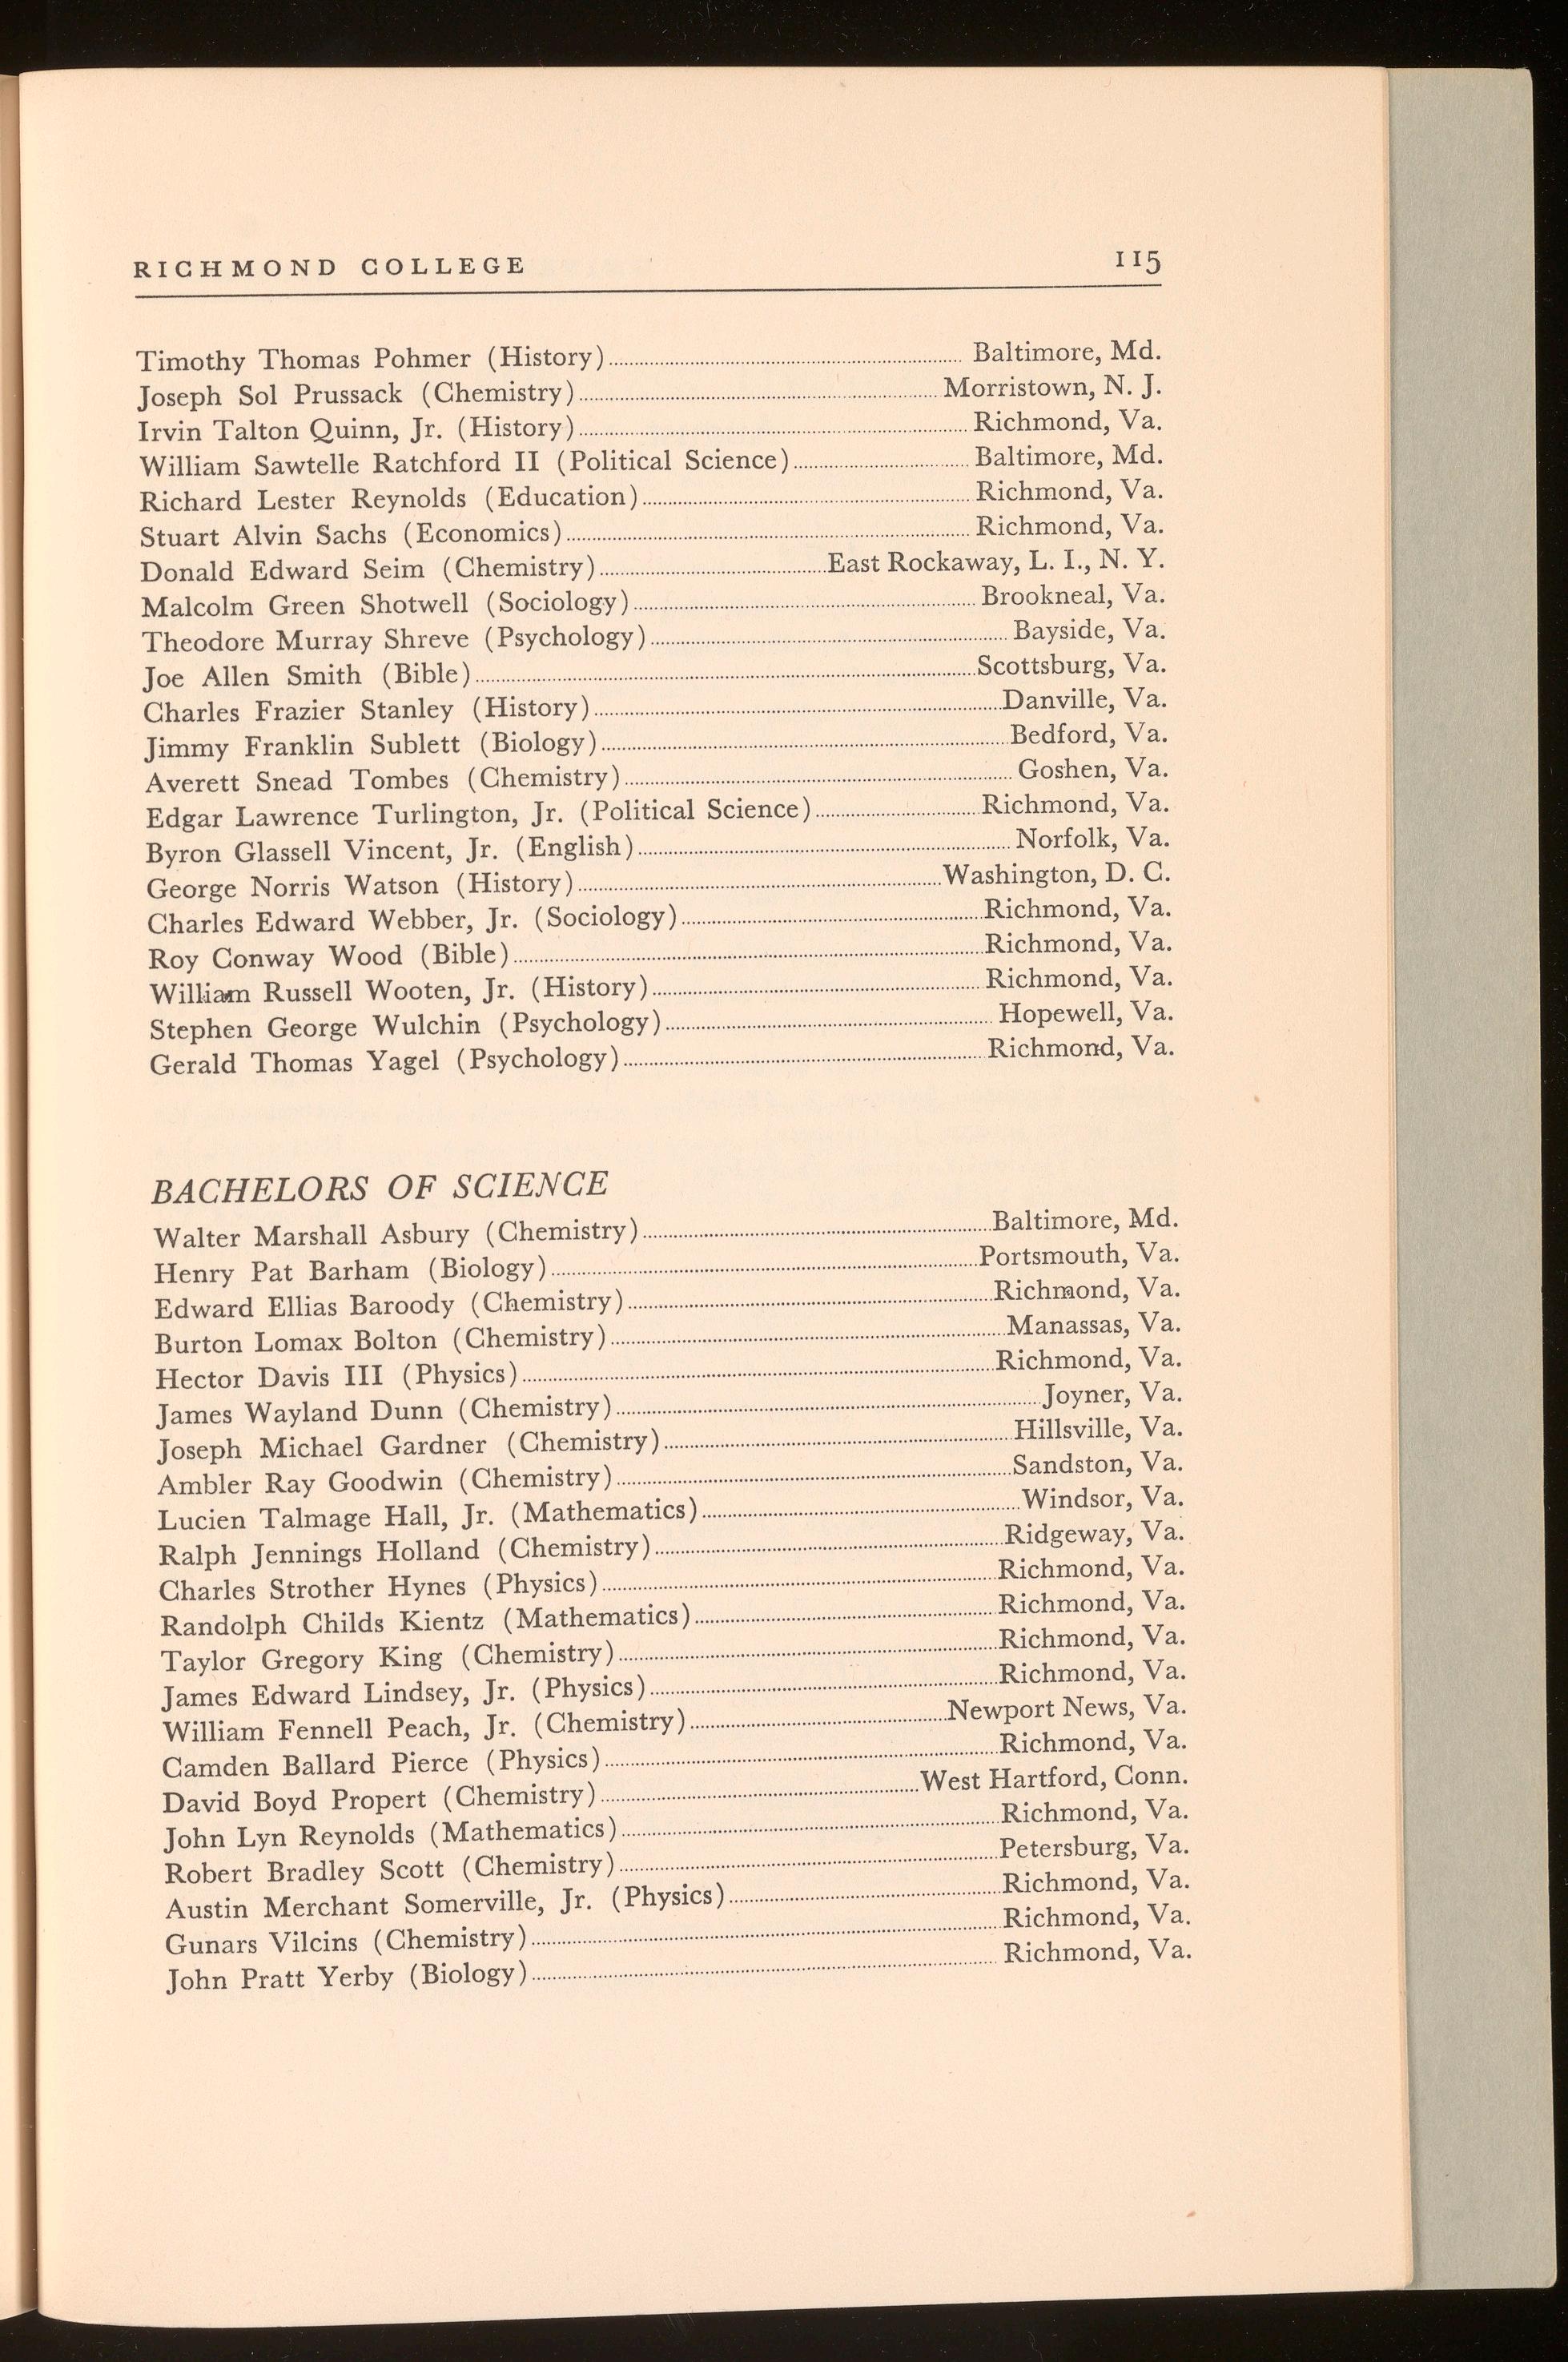 RICHMOND COLLEGE 115
Timothy Thomas Pohmer (History) Baltimore, Md.
Joseph Sol Prussack (Chemistry) Morristown, N. J.
Irvin Talton Quinn, Jr. (History) Richmond, Va.
William Sawtelle Ratchford II (Political Science) Baltimore, Md.
Richard Lester Reynolds (Education) Richmond, Va.
Stuart Alvin Sachs (Economics) Richmond, Va.
Donald Edward Seim (Chemistry) East Rockaway, L. I., N. Y.
Malcolm Green Shotwell (Sociology) Brookneal, Va.
Theodore Murray Shreve (Psychology) Bayside, Va.
Joe Allen Smith (Bible) Scottsburg, Va.
Charles Frazier Stanley (History) Danville, Va.
Jimmy Franklin Sublett (Biology) Bedford, Va.
Averett Snead Tombes (Chemistry) Goshen, Va.
Edgar Lawrence Turlington, Jr. (Political Science) Richmond, Va.
Byron Glassell Vincent, Jr. (English) Norfolk, Va.
George Norris Watson (History) Washington, D. C.
Charles Edward Webber, Jr. (Sociology) Richmond, Va.
Roy Conway Wood (Bible) Richmond, Va.
William Russell Wooten, Jr. (History) Richmond, Va.
Stephen George Wulchin (Psychology) Hopewell, Va.
Gerald Thomas Yagel (Psychology) Richmond, Va.
BACHELORS OF SCIENCE
Walter Marshall Asbury (Chemistry) Baltimore, Md.
Henry Pat Barham (Biology) Portsmouth, Va.
Edward Ellias Baroody (Chemistry) Richmond, Va.
Burton Lomax Bolton (Chemistry) Manassas, Va.
Hector Davis III (Physics) Richmond, Va.
James Wayland Dunn (Chemistry) Joyner, Va.
Joseph Michael Gardner (Chemistry) Hillsville, Va.
Ambler Ray Goodwin (Chemistry) Sandston, Va.
Lucien Talmage Hall, Jr. (Mathematics) Windsor, Va.
Ralph Jennings Holland (Chemistry) Ridgeway, Va.
Charles Strother Hynes (Physics) Richmond, Va.
Randolph Childs Kientz (Mathematics) Richmond, Va.
Taylor Gregory King (Chemistry) Richmond, Va.
James Edward Lindsey, Jr. (Physics) Richmond, Va.
William Fennell Peach, Jr. (Chemistry) Newport News, Va.
Camden Ballard Pierce (Physics) Richmond, Va.
David Boyd Propert (Chemistry) West Hartford, Conn.
John Lyn Reynolds (Mathematics) Richmond, Va.
Robert Bradley Scott (Chemistry) Petersburg, Va.
Austin Merchant Somerville, Jr. (Physics) Richmond, Va.
Gunars Vilcins (Chemistry) Richmond, Va.
John Pratt Yerby (Biology) Richmond, Va.